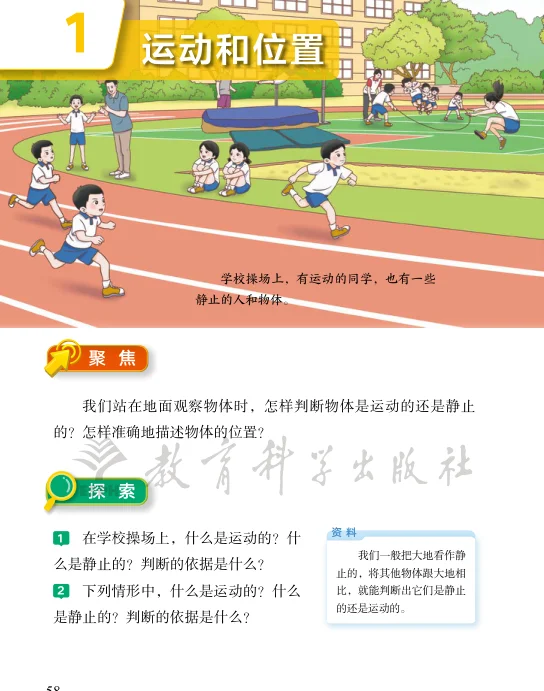 1
运动和位置
学校操场上，有运动的同学，也有一些
静止的人和物体。
聚焦
我们站在地面观察物体时，怎样判断物体是运动的还是静止
的？怎样准确地描述物体的位置？
教育科学出版社
探索
1 在学校操场上，什么是运动的？什
么是静止的？判断的依据是什么？
2 下列情形中，什么是运动的？什么
是静止的？判断的依据是什么？
资料
我们一般把大地看作静
止的，将其他物体跟大地相
比，就能判断出它们是静止
的还是运动的。
58